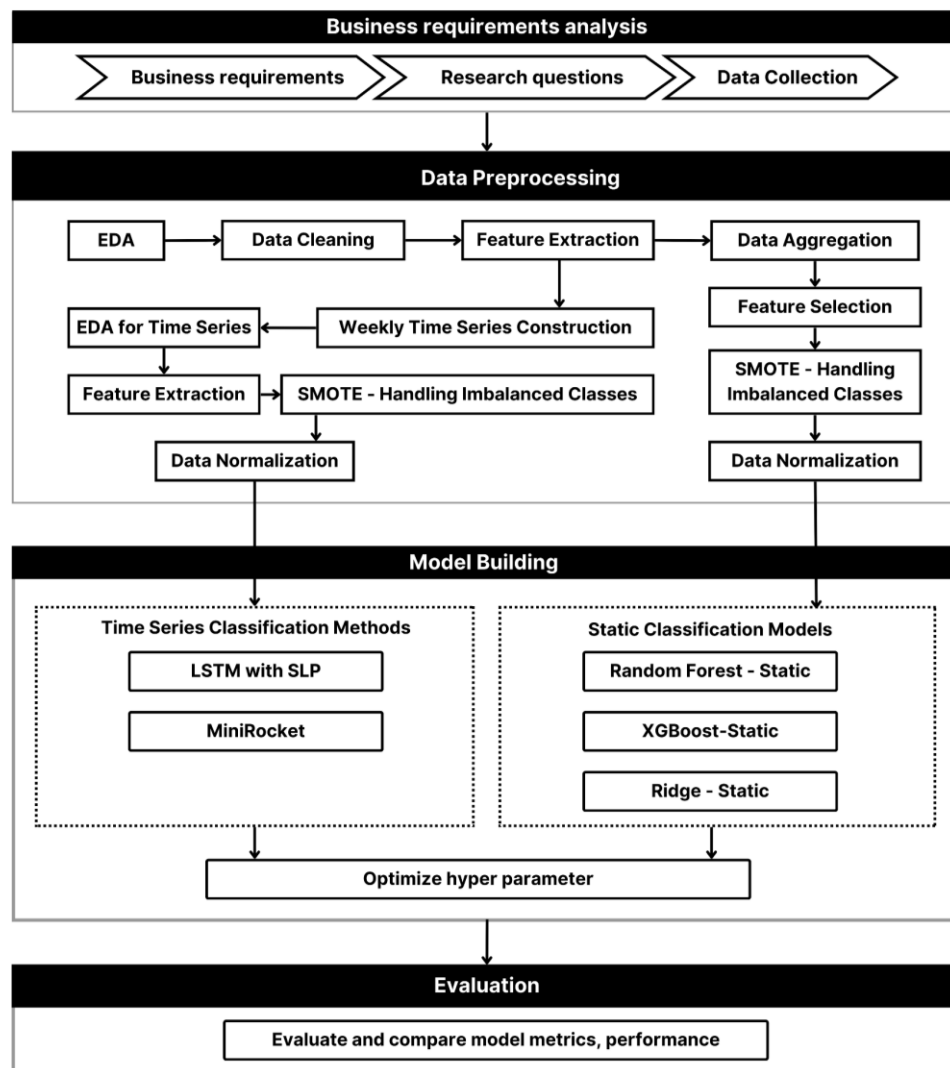 Business requirements analysis
Business requirements
Research questions
Data Collection
Data Preprocessing
EDA
Data Cleaning
Feature Extraction
Data Aggregation
Feature Selection
EDA for Time Series
Weekly Time Series Construction
SMOTE - Handling
Imbalanced Classes
Feature Extraction
SMOTE - Handling Imbalanced Classes
Data Normalization
Data Normalization
Model Building
Time Series Classification Methods
LSTM with SLP
MiniRocket
Static Classification Models
Random Forest - Static
XGBoost-Static
Ridge - Static
Optimize hyper parameter
Evaluation
Evaluate and compare model metrics, performance